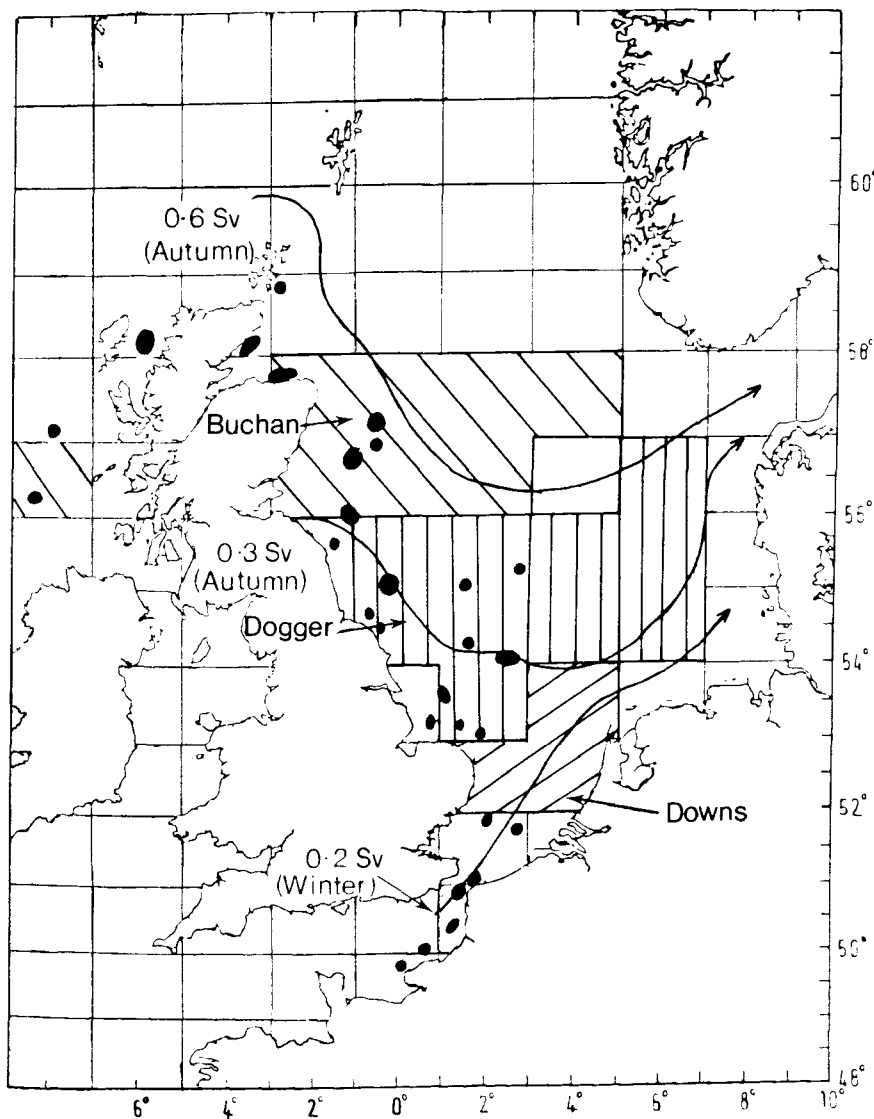 60°
0·6 Sv
(Autumn)
58°
Buchan
56°
0·3 Sv
(Autumn)
Dogger
54°
52°
Downs
0·2 Sv
(Winter)
50°
48°
6° 4° 2° 0° 2° 4° 6° 8° 10°